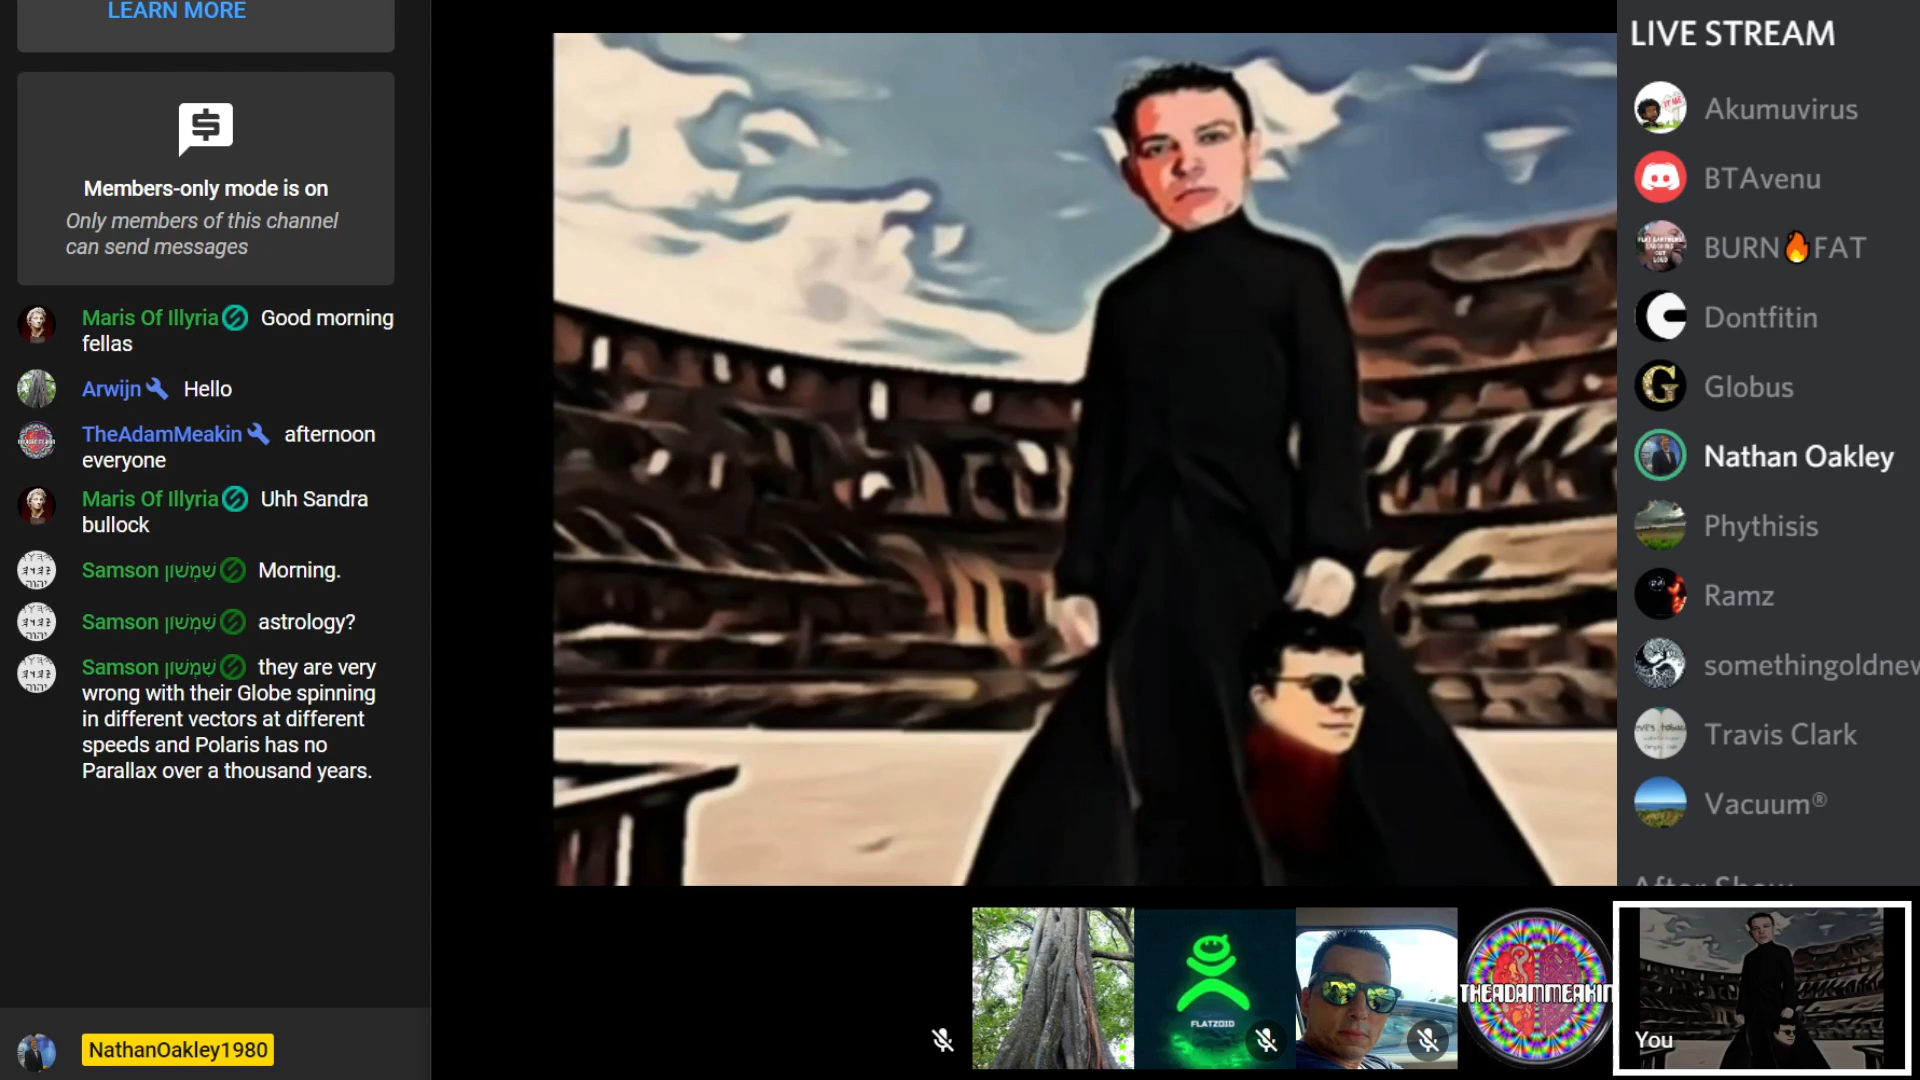 LEARN MORE
Members-only mode is on
Only members of this channel
can send messages
Maris Of Illyria Good morning
fellas
Arwijn Hello
TheAdamMeakin afternoon
everyone
Maris Of Illyria Uhh Sandra
bullock
Samson שִׁמְשׁוֹן Morning.
Samson שִׁמְשׁוֹן astrology?
Samson שִׁמְשׁוֹן they are very
wrong with their Globe spinning
in different vectors at different
speeds and Polaris has no
Parallax over a thousand years.
NathanOakley1980
LIVE STREAM
Akumuvirus
BTAvenu
BURN🔥FAT
Dontfitin
G
Globus
Nathan Oakley
Phythisis
Ramz
somethingoldnew
Travis Clark
Vacuum®
After Show
FLATZOID
THEADAMMEAKIN
You